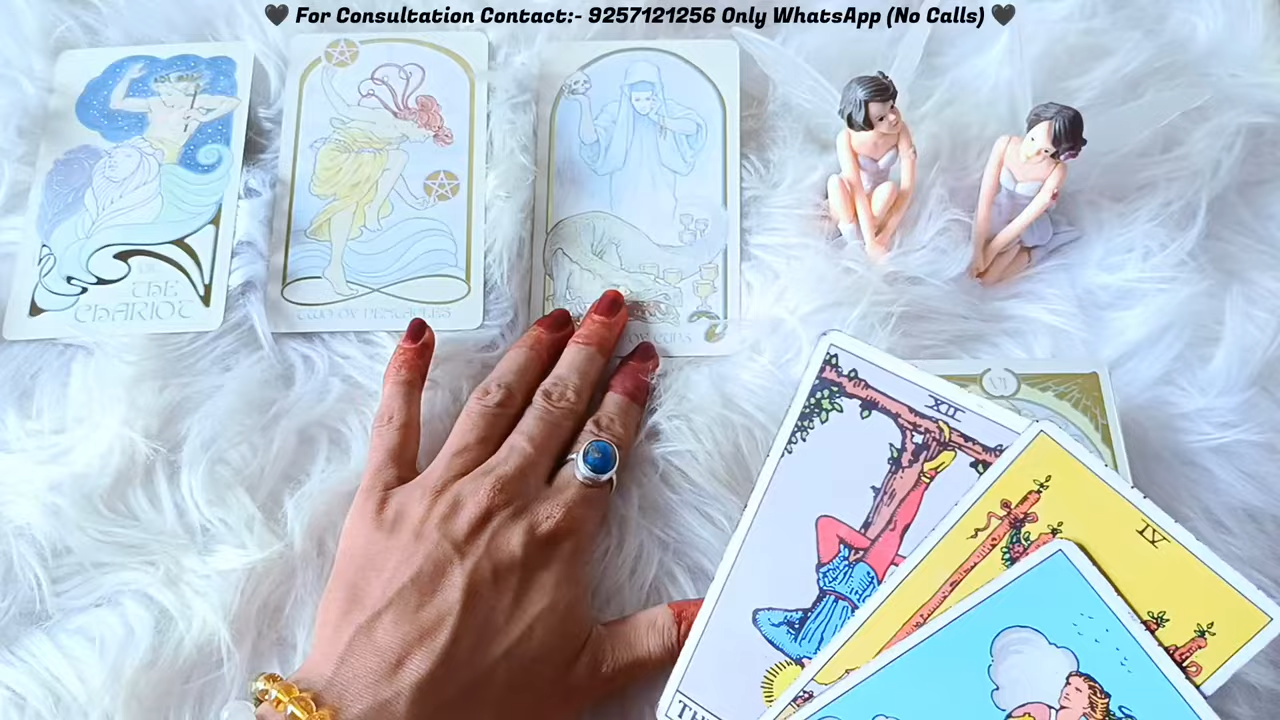 🖤 For Consultation Contact:- 9257121256 Only WhatsApp (No Calls) 🖤
THE
CHARIOT
TWO OF PENTACLES
OF CUPS
VI
XII
IV